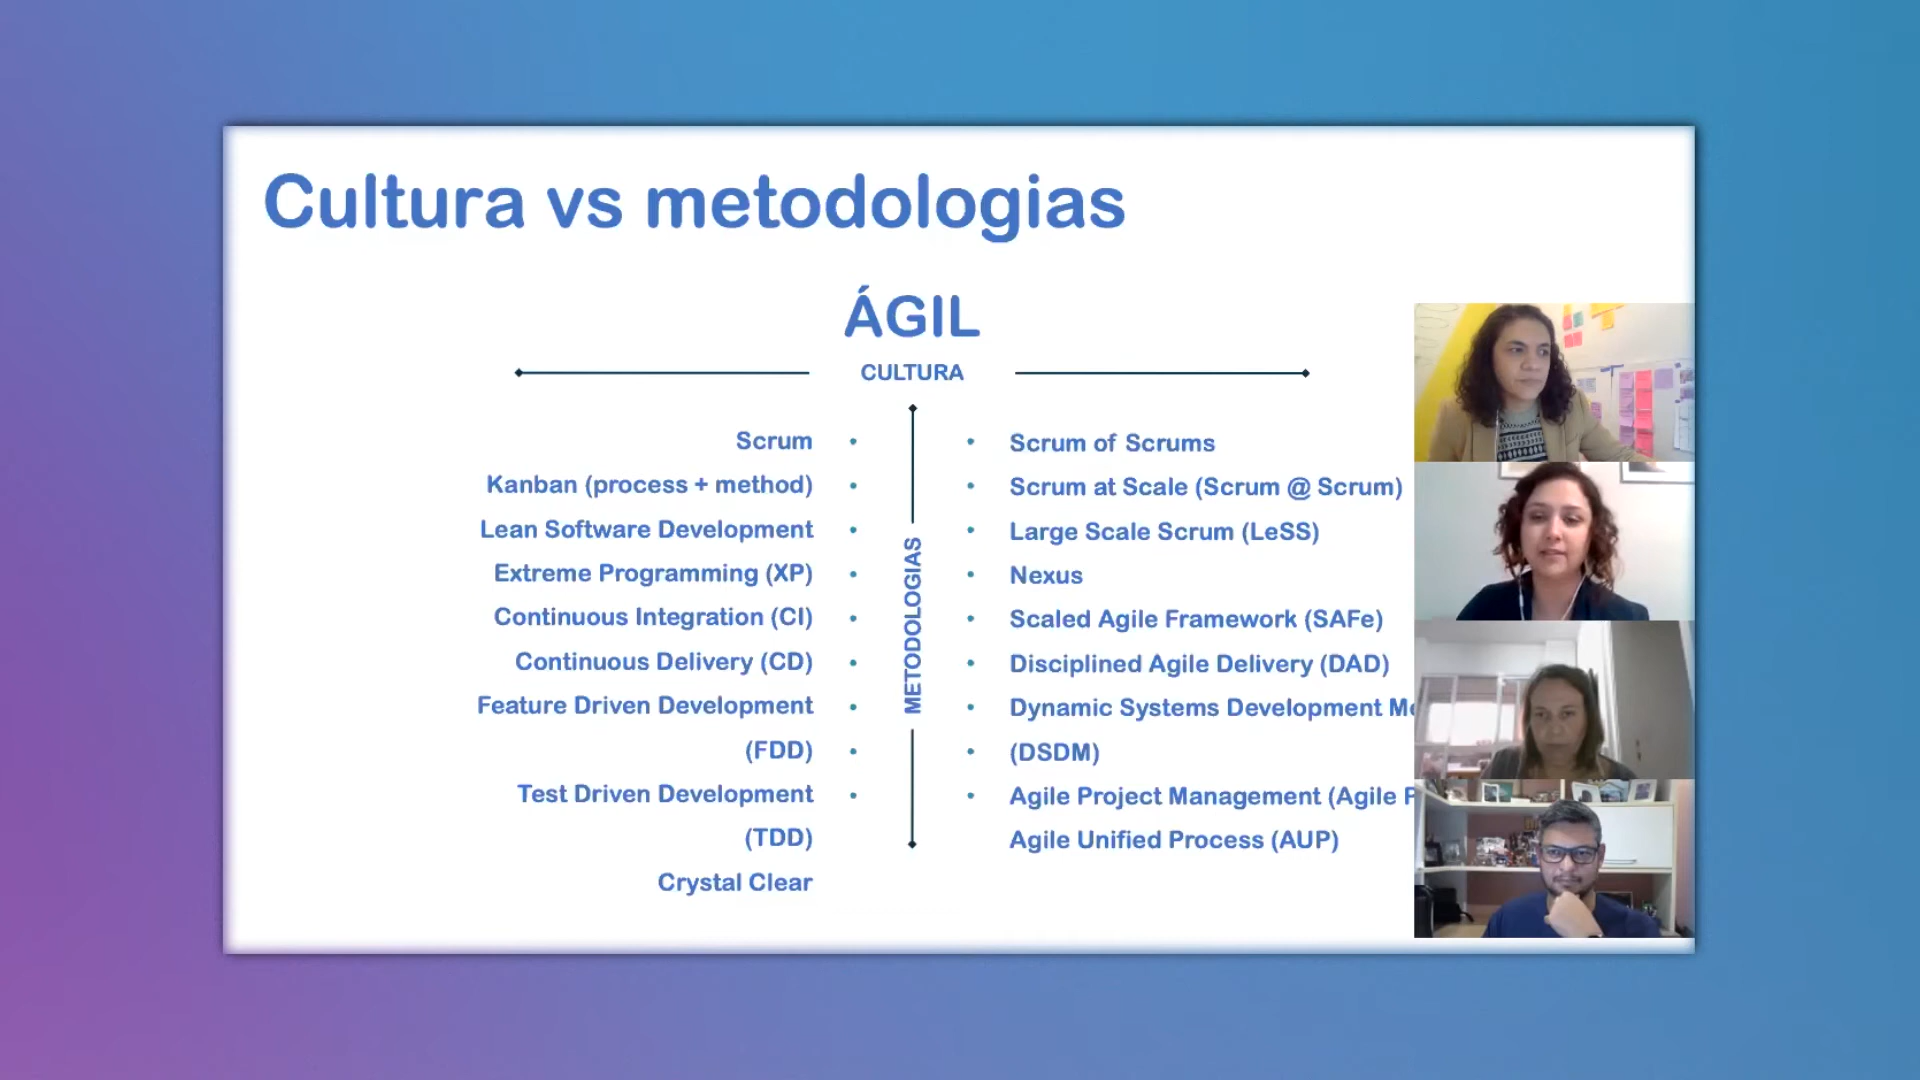 Cultura vs metodologias
ÁGIL
CULTURA
METODOLOGIAS
Scrum
Kanban (process + method)
Lean Software Development
Extreme Programming (XP)
Continuous Integration (CI)
Continuous Delivery (CD)
Feature Driven Development
(FDD)
Test Driven Development
(TDD)
Crystal Clear
Scrum of Scrums
Scrum at Scale (Scrum @ Scrum)
Large Scale Scrum (LeSS)
Nexus
Scaled Agile Framework (SAFe)
Disciplined Agile Delivery (DAD)
Dynamic Systems Development
(DSDM)
Agile Project Management (Agile
Agile Unified Process (AUP)